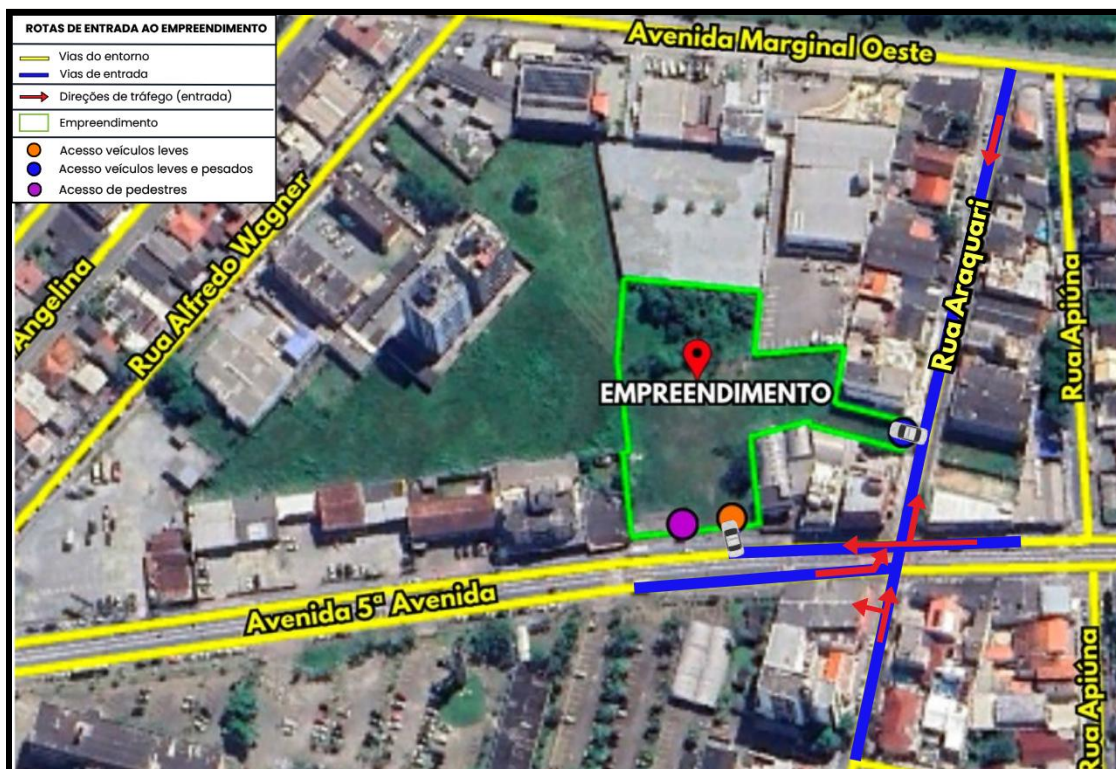 ROTAS DE ENTRADA AO EMPREENDIMENTO
Vias do entorno
Vias de entrada
Direções de tráfego (entrada)
Empreendimento
Acesso veículos leves
Acesso veículos leves e pesados
Acesso de pedestres
Avenida Marginal Oeste
Angelina
Rua Alfredo Wagner
Rua Araquari
Rua Apiúna
EMPREENDIMENTO
Avenida 5ª Avenida
Rua Apiúna